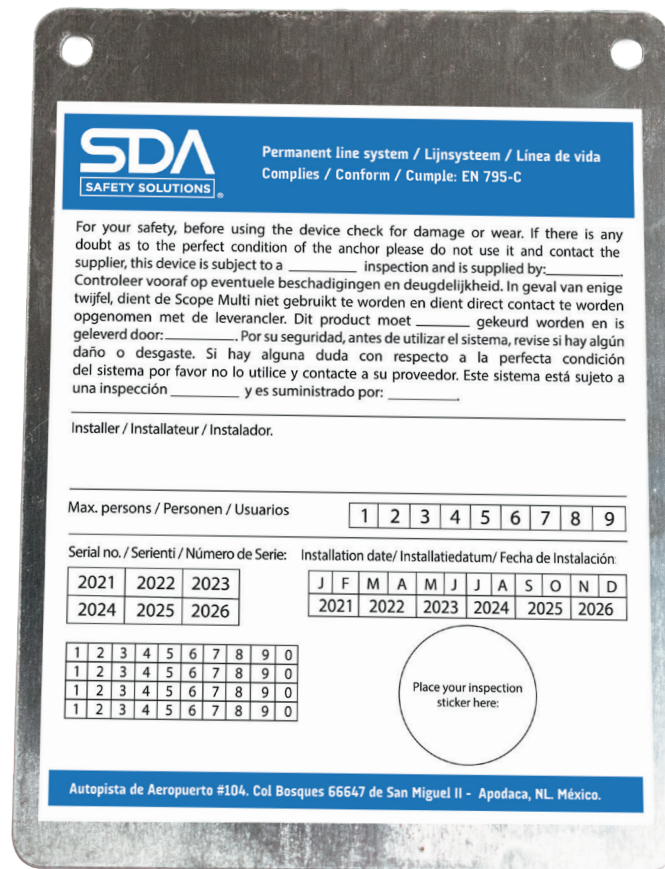 SDA
SAFETY SOLUTIONS ®
Permanent line system / Lijnsysteem / Línea de vida
Complies / Conform / Cumple: EN 795-C
For your safety, before using the device check for damage or wear. If there is any
doubt as to the perfect condition of the anchor please do not use it and contact the
supplier, this device is subject to a __________ inspection and is supplied by:__________.
Controleer vooraf op eventuele beschadigingen en deugdelijkheid. In geval van enige
twijfel, dient de Scope Multi niet gebruikt te worden en dient direct contact te worden
opgenomen met de leverancier. Dit product moet ________ gekeurd worden en is
geleverd door:__________. Por su seguridad, antes de utilizar el sistema, revise si hay algún
daño o desgaste. Si hay alguna duda con respecto a la perfecta condición
del sistema por favor no lo utilice y contacte a su proveedor. Este sistema está sujeto a
una inspección __________ y es suministrado por: __________.
Installer / Installateur / Instalador.
Max. persons / Personen / Usuarios
1 2 3 4 5 6 7 8 9
Serial no. / Serienti / Número de Serie:
2021 2022 2023
2024 2025 2026
1 2 3 4 5 6 7 8 9 0
1 2 3 4 5 6 7 8 9 0
1 2 3 4 5 6 7 8 9 0
1 2 3 4 5 6 7 8 9 0
Installation date/ Installatiedatum/ Fecha de Instalación
J F M A M J J A S O N D
2021 2022 2023 2024 2025 2026
Place your inspection
sticker here:
Autopista de Aeropuerto #104. Col Bosques 66647 de San Miguel II - Apodaca, NL. México.